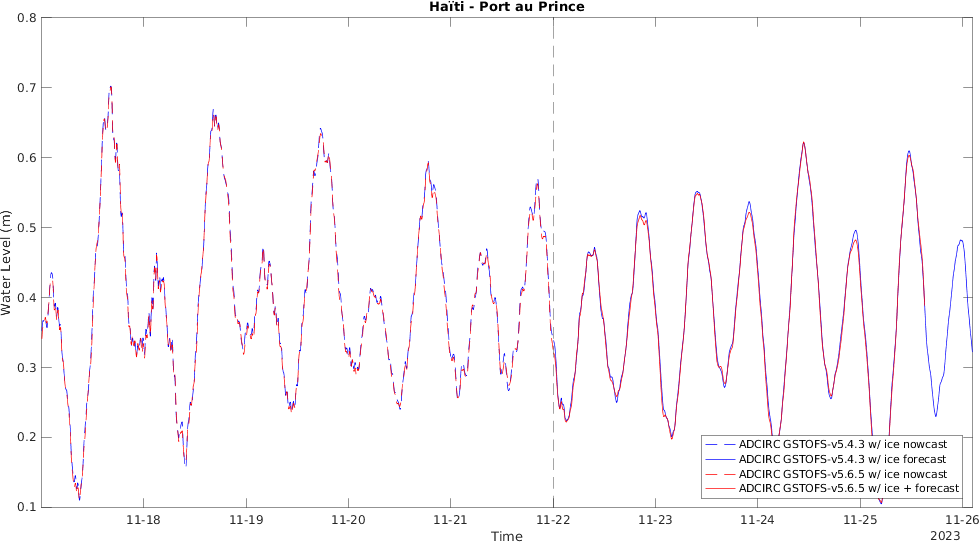 Haïti - Port au Prince
Water Level (m)
0.8
0.7
0.6
0.5
0.4
0.3
0.2
0.1
ADCIRC GSTOFS-v5.4.3 w/ ice nowcast
ADCIRC GSTOFS-v5.4.3 w/ ice forecast
ADCIRC GSTOFS-v5.6.5 w/ ice nowcast
ADCIRC GSTOFS-v5.6.5 w/ ice + forecast
11-18 11-19 11-20 11-21 11-22 11-23 11-24 11-25 11-26
Time
2023